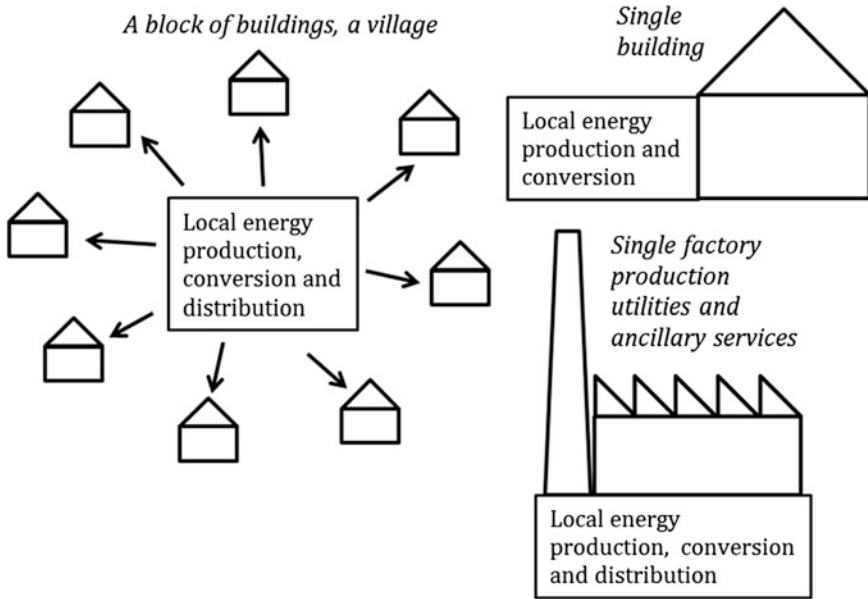 A block of buildings, a village
Local energy
production,
conversion and
distribution
Single
building
Local energy
production and
conversion
Single factory
production
utilities and
ancillary services
Local energy
production, conversion
and distribution